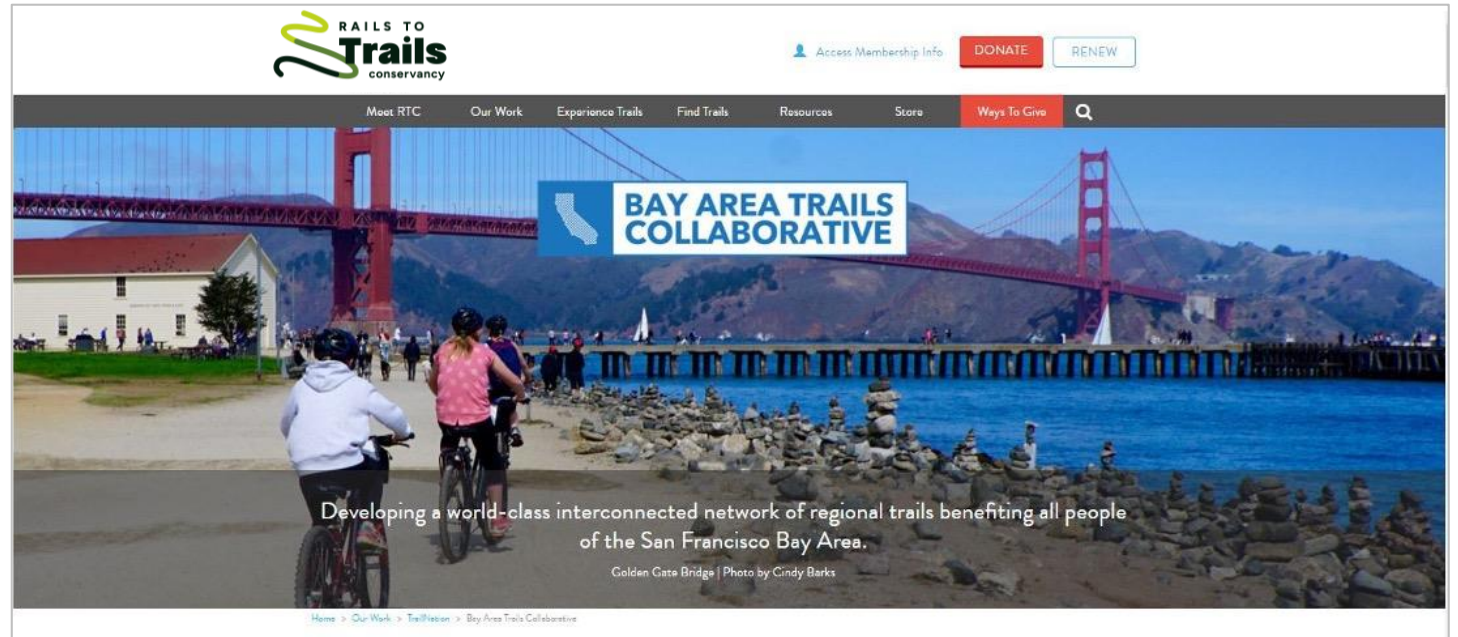 RAILS TO
Trails
conservancy
Access Membership Info
DONATE
RENEW
Meet RTC
Our Work
Experience Trails
Find Trails
Resources
Store
Ways To Give
BAY AREA TRAILS
COLLABORATIVE
Developing a world-class interconnected network of regional trails benefiting all people
of the San Francisco Bay Area.
Golden Gate Bridge | Photo by Cindy Barks
Home > Our Work > TrailNation > Bay Area Trails Collaborative